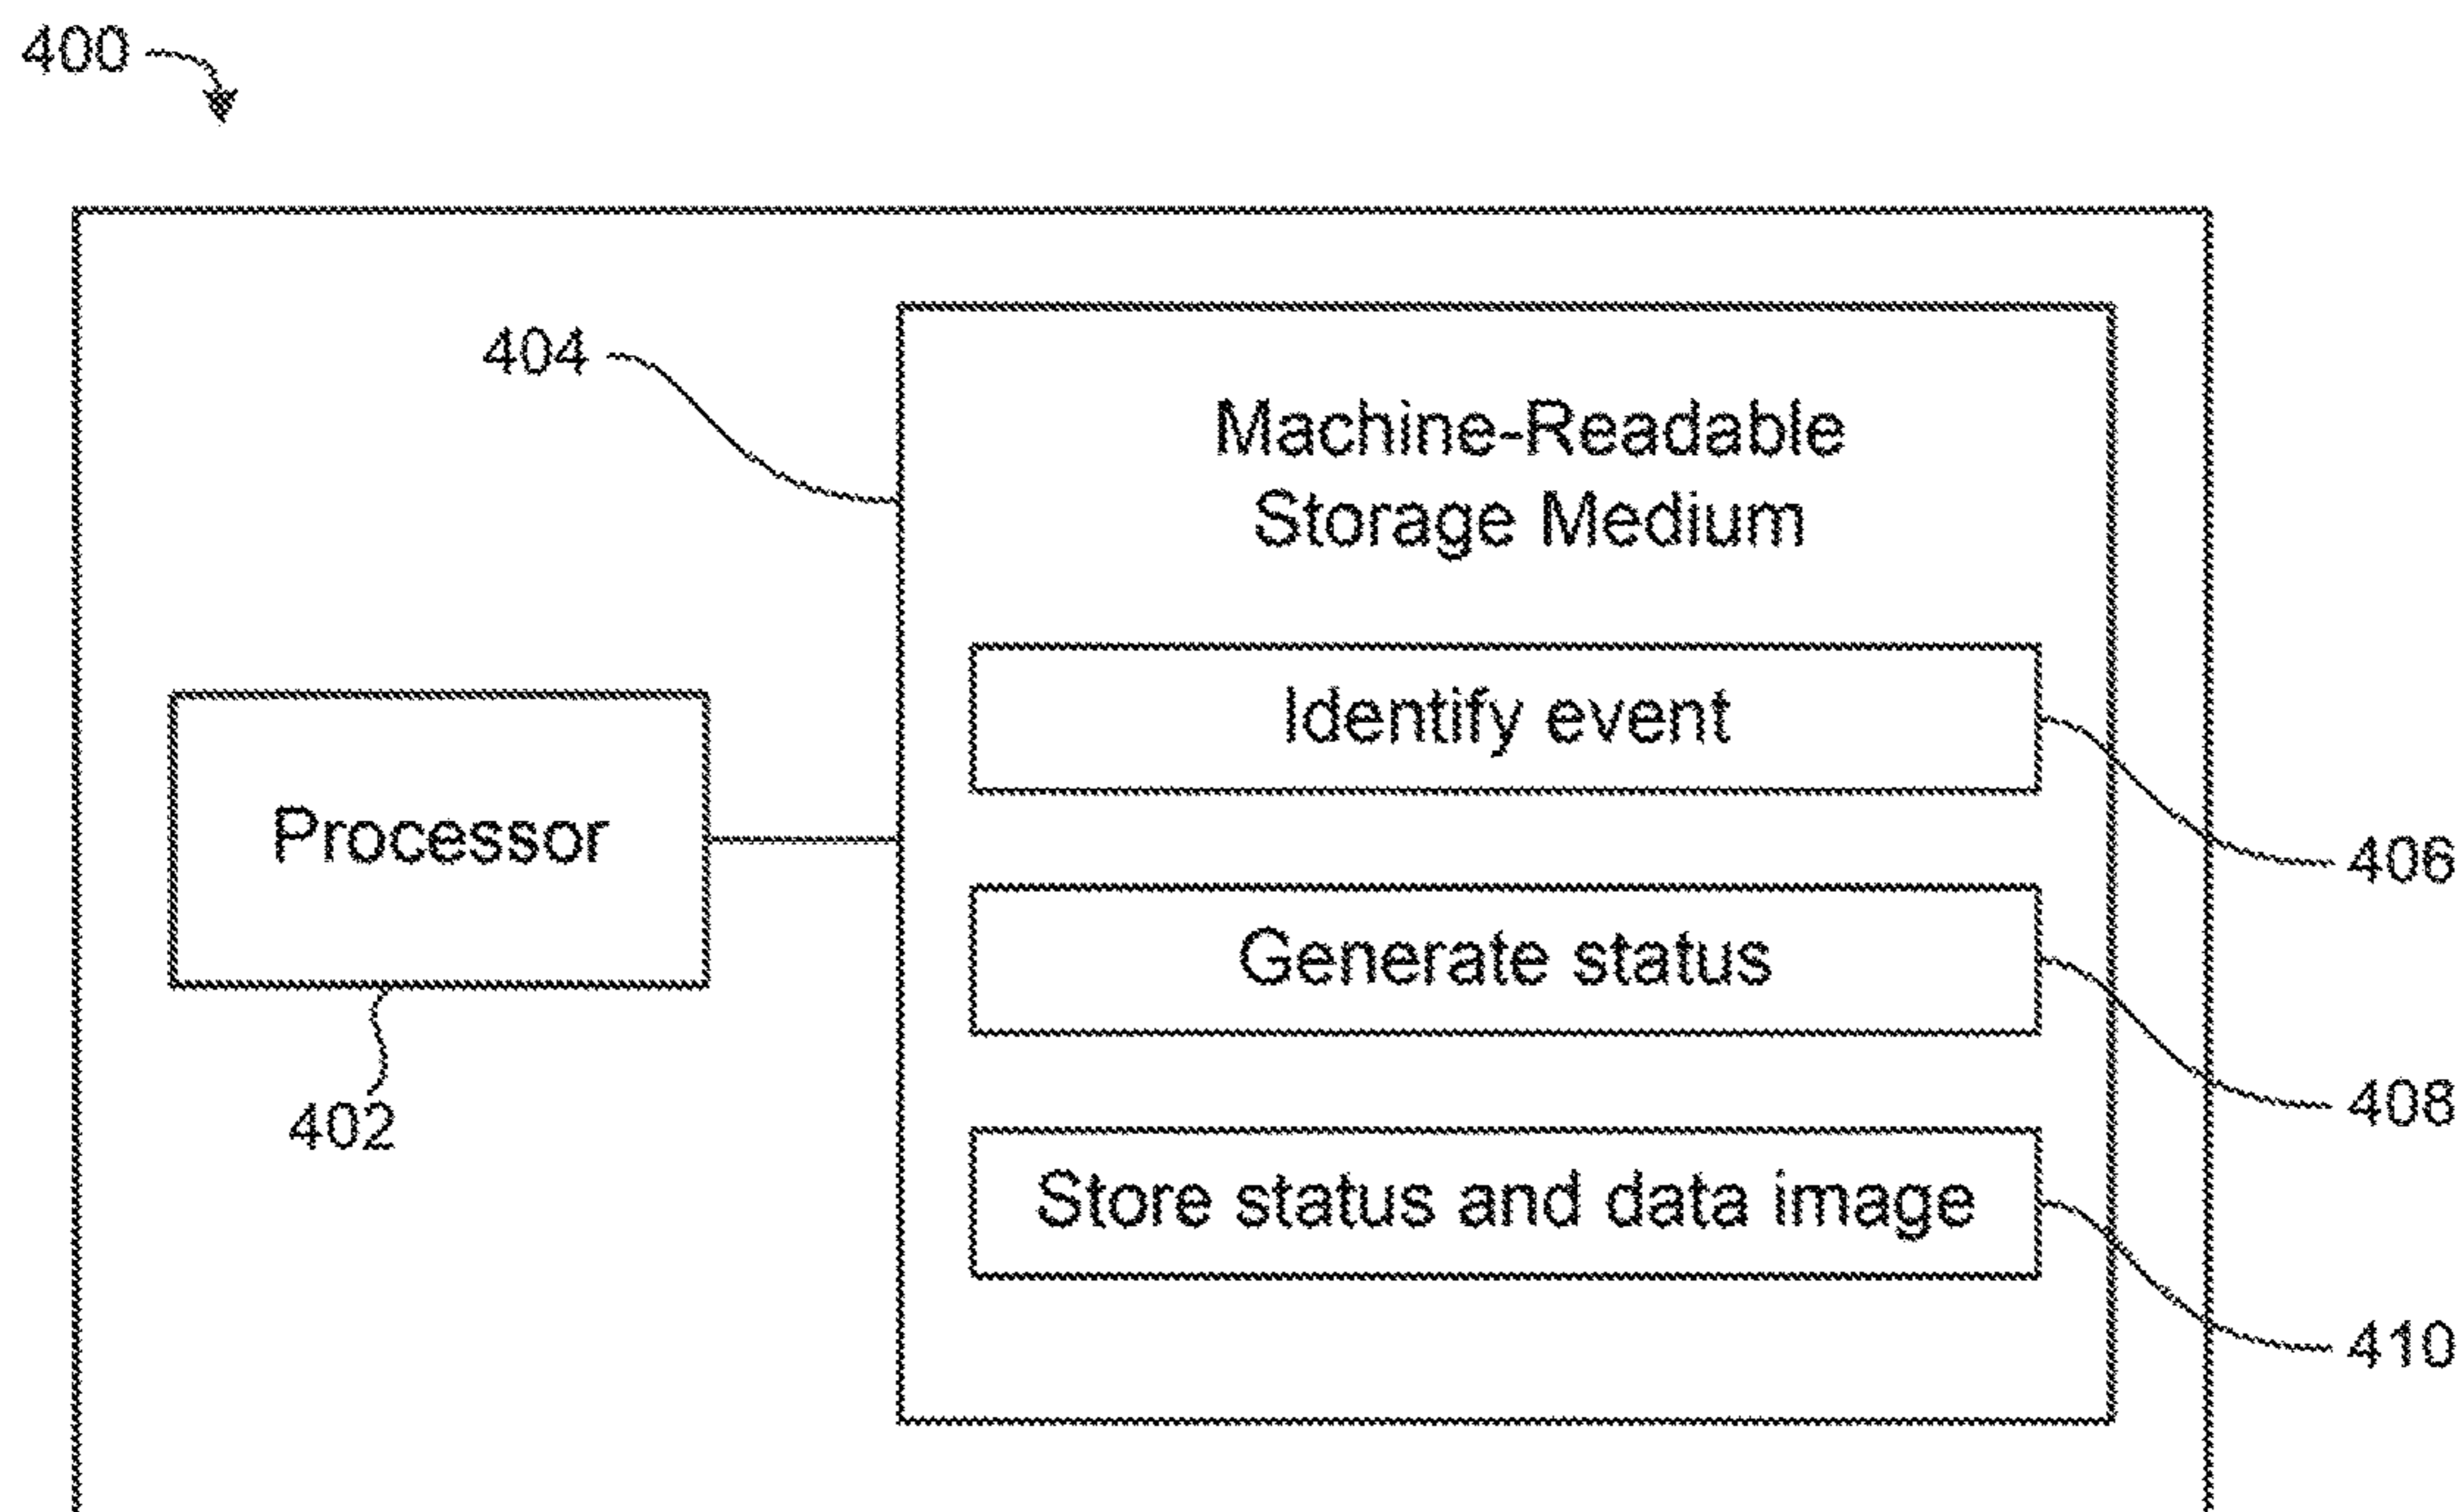 400
404
Machine-Readable
Storage Medium
Identify event
Processor
406
Generate status
408
402
Store status and data image
410